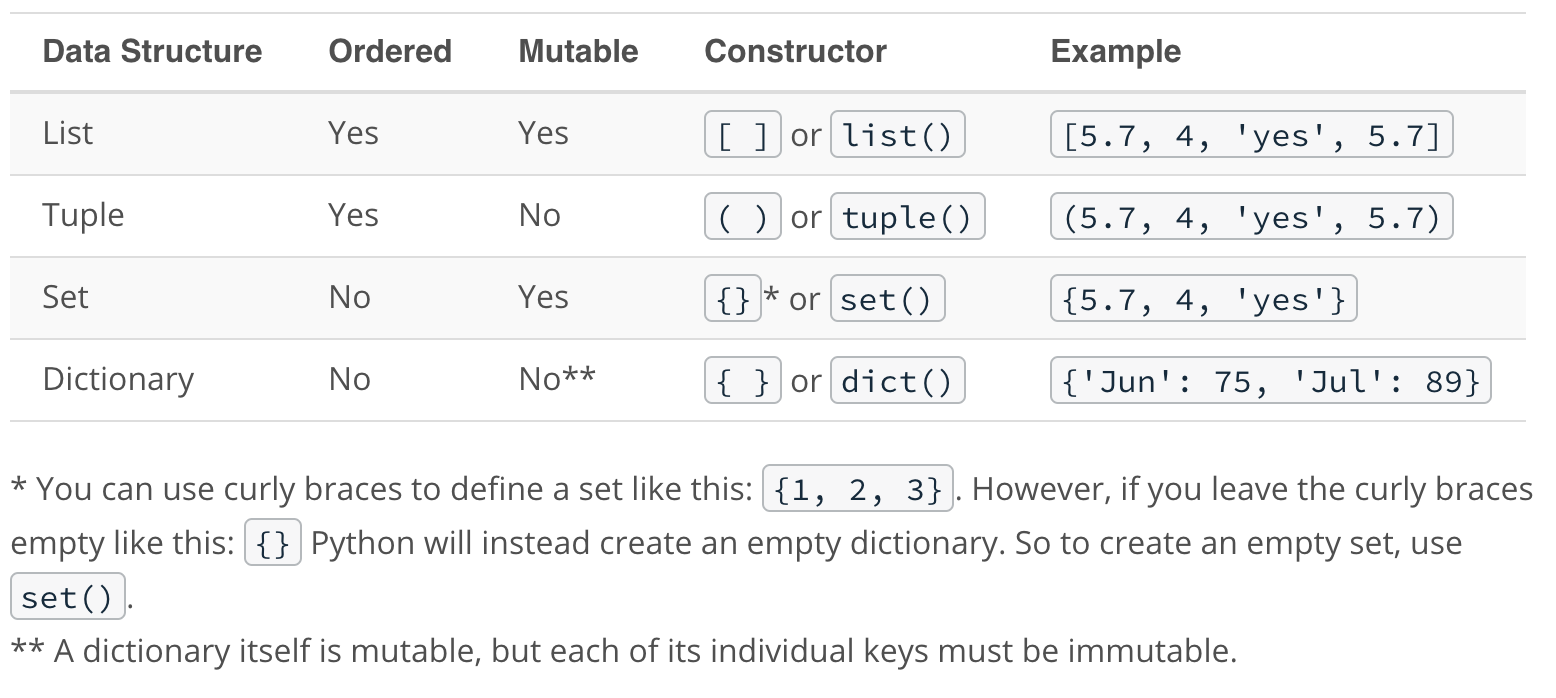 Data Structure Ordered Mutable Constructor Example
List Yes Yes [ ] or list() [5.7, 4, 'yes', 5.7]
Tuple Yes No ( ) or tuple() (5.7, 4, 'yes', 5.7)
Set No Yes {}* or set() {5.7, 4, 'yes'}
Dictionary No No** { } or dict() {'Jun': 75, 'Jul': 89}
* You can use curly braces to define a set like this: {1, 2, 3}. However, if you leave the curly braces
empty like this: {} Python will instead create an empty dictionary. So to create an empty set, use
set().
** A dictionary itself is mutable, but each of its individual keys must be immutable.